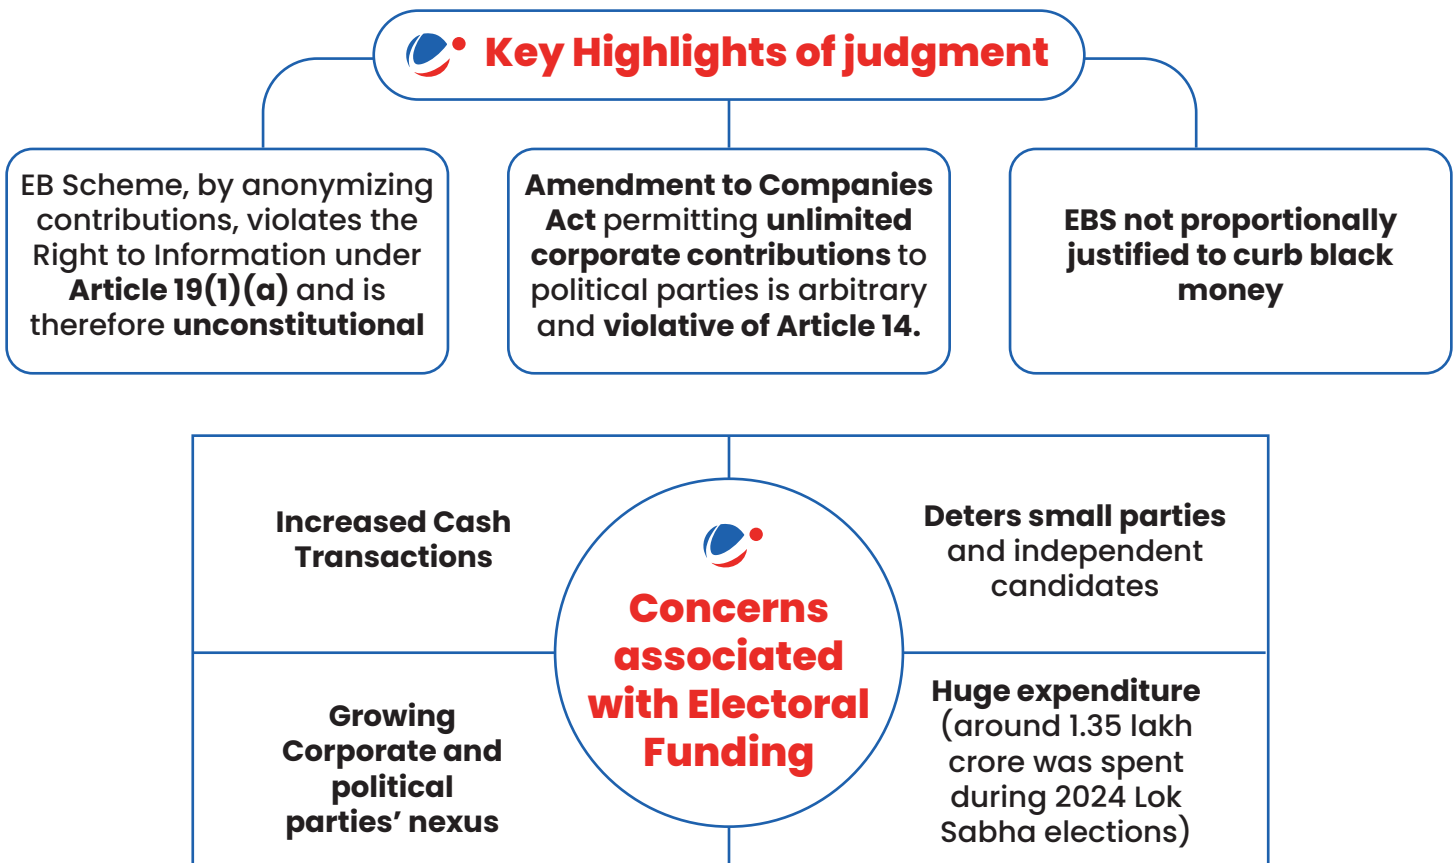 Key Highlights of judgment
EB Scheme, by anonymizing
contributions, violates the
Right to Information under
Article 19(1)(a) and is
therefore unconstitutional
Amendment to Companies
Act permitting unlimited
corporate contributions to
political parties is arbitrary
and violative of Article 14.
EBS not proportionally
justified to curb black
money
Increased Cash
Transactions
Deters small parties
and independent
candidates
Concerns
associated
with Electoral
Funding
Growing
Corporate and
political
parties’ nexus
Huge expenditure
(around 1.35 lakh
crore was spent
during 2024 Lok
Sabha elections)